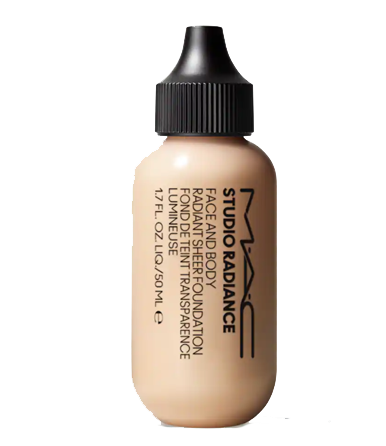 M·A·C
STUDIO RADIANCE
FACE AND BODY
RADIANT SHEER FOUNDATION
FOND DE TEINT TRANSPARENCE
LUMINEUSE
1.7 FL. OZ. LIQ./50 ML ℮